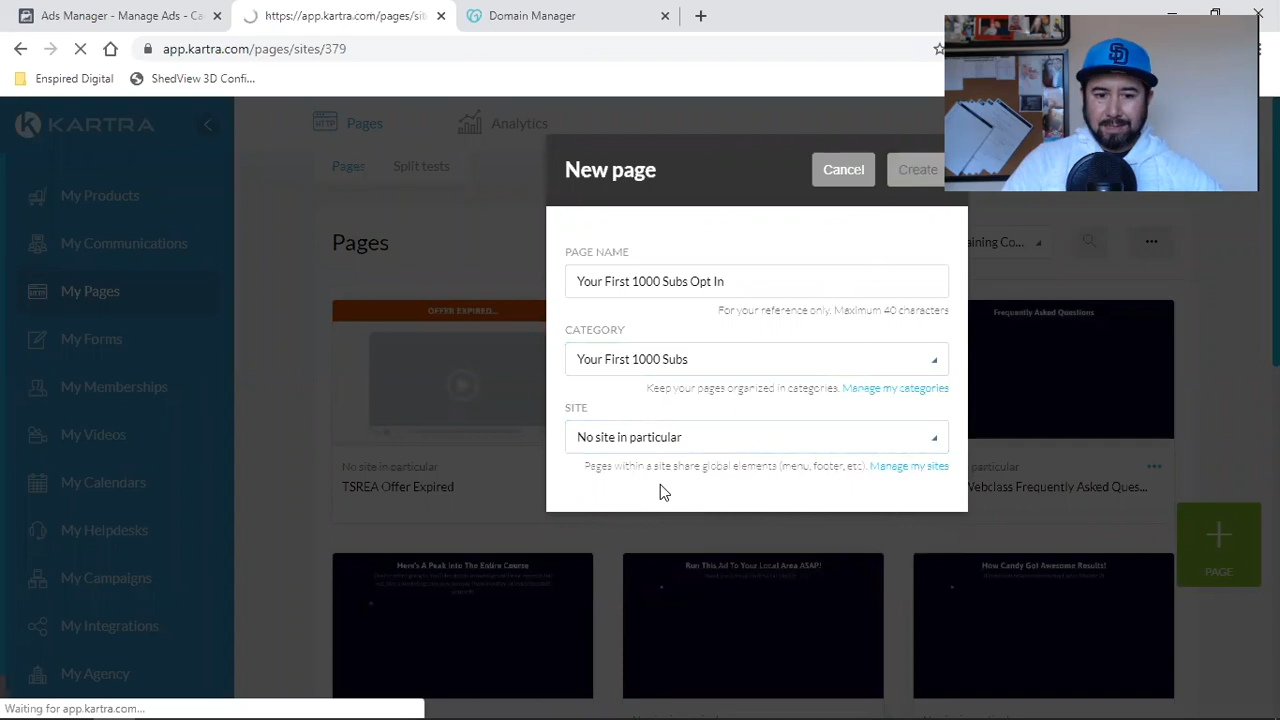 Ads Manager - Manage Ads - Ca
https://app.kartra.com/pages/si
Domain Manager
app.kartra.com/pages/sites/379
Enspired Digital
ShedView 3D Confi...
KARTRA
My Products
My Communications
My Pages
My Forms
My Memberships
My Videos
My Calendars
My Helpdesks
My Campaigns
My Integrations
My Agency
HTTP
Pages
Analytics
Pages
Split tests
Pages
aining Co...
New page
Cancel
Create
PAGE NAME
Your First 1000 Subs Opt In
For your reference only. Maximum 40 characters
CATEGORY
Your First 1000 Subs
Keep your pages organized in categories. Manage my categories
SITE
No site in particular
Pages within a site share global elements (menu, footer, etc). Manage my sites
OFFER EXPIRED...
No site in particular
TSREA Offer Expired
Frequently Asked Questions
particular
Webclass Frequently Asked Ques...
PAGE
Here's A Peak Into The Entire Course
Run This Ad To Your Local Area ASAP!
How Candy Got Awesome Results!
Waiting for app.kartra.com...